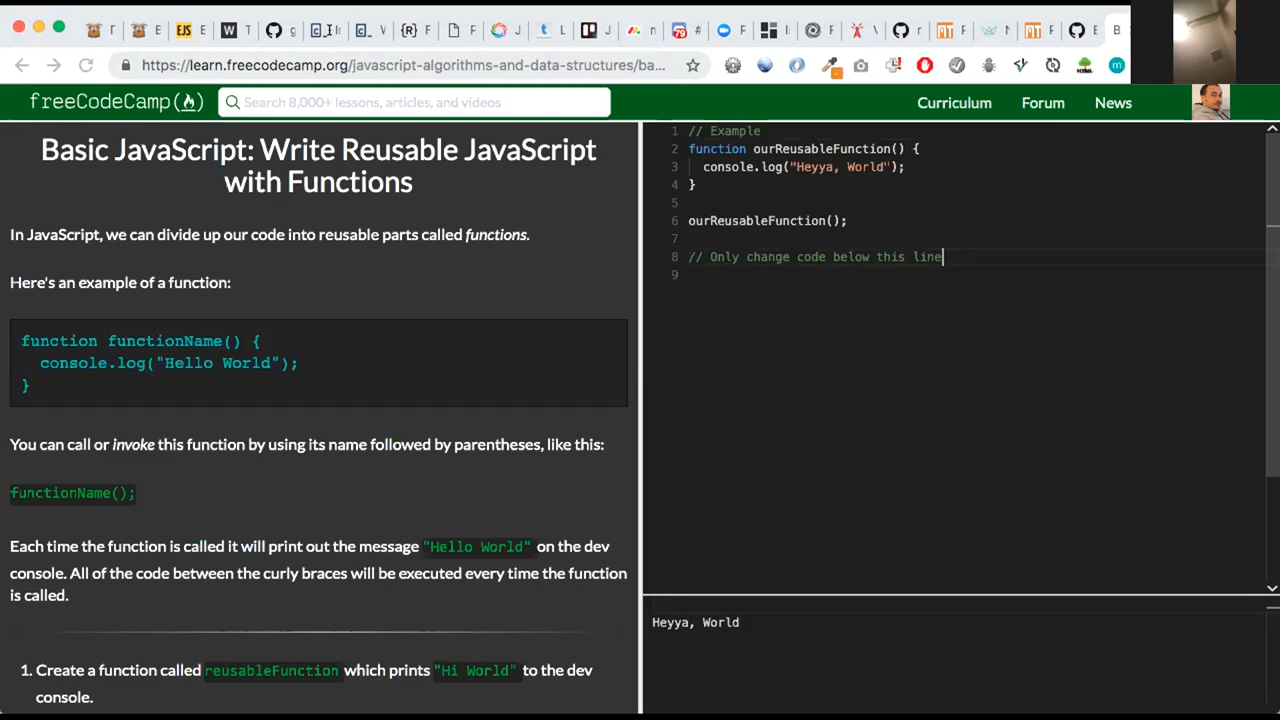 EJS
W
79
https://learn.freecodecamp.org/javascript-algorithms-and-data-structures/ba...
freeCodeCamp
Search 8,000+ lessons, articles, and videos
Curriculum
Forum
News
Basic JavaScript: Write Reusable JavaScript
with Functions
In JavaScript, we can divide up our code into reusable parts called functions.
Here's an example of a function:
function functionName() {
console.log("Hello World");
}
You can call or invoke this function by using its name followed by parentheses, like this:
functionName();
Each time the function is called it will print out the message "Hello World" on the dev
console. All of the code between the curly braces will be executed every time the function
is called.
1. Create a function called reusableFunction which prints "Hi World" to the dev
console.
1 // Example
2 function ourReusableFunction() {
3 console.log("Heyya, World");
4 }
5
6 ourReusableFunction();
7
8 // Only change code below this line
9
Heyya, World